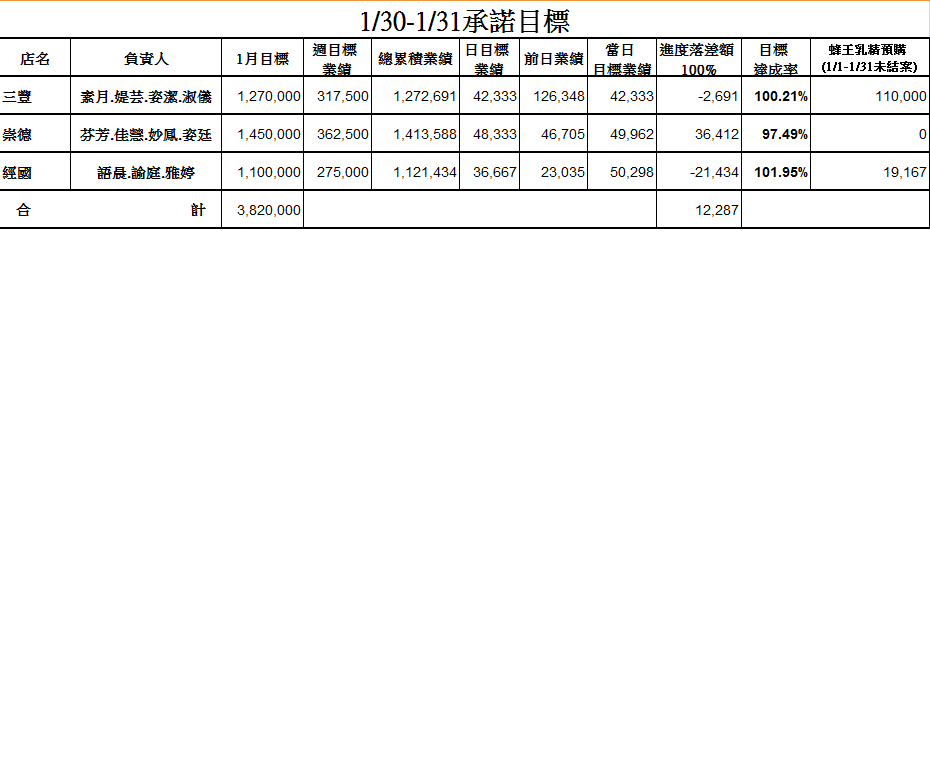 1/30-1/31承諾目標
店名 負責人 1月目標 週目標業績 總累積業績 日目標業績 前日業績 當日目標業績 進度落差額100% 目標達成率 蜂王乳精預購(1/1-1/31未結案)
三豐 素月.媞芸.姿潔.淑儀 1,270,000 317,500 1,272,691 42,333 126,348 42,333 -2,691 100.21% 110,000
崇德 芬芳.佳慧.妙鳳.姿廷 1,450,000 362,500 1,413,588 48,333 46,705 49,962 36,412 97.49% 0
經國 語晨.諭庭.雅婷 1,100,000 275,000 1,121,434 36,667 23,035 50,298 -21,434 101.95% 19,167
合 計 3,820,000 12,287